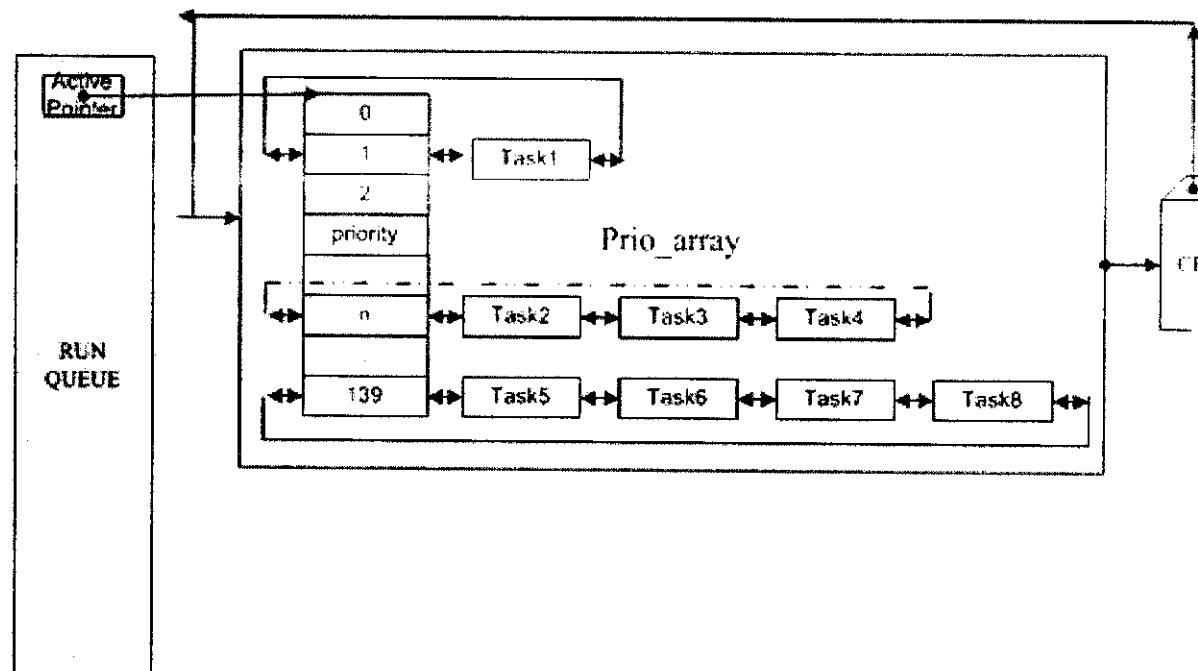 Active
Pointer
0
1
Task1
2
priority
Prio_array
n
Task2
Task3
Task4
RUN
QUEUE
139
Task5
Task6
Task7
Task8